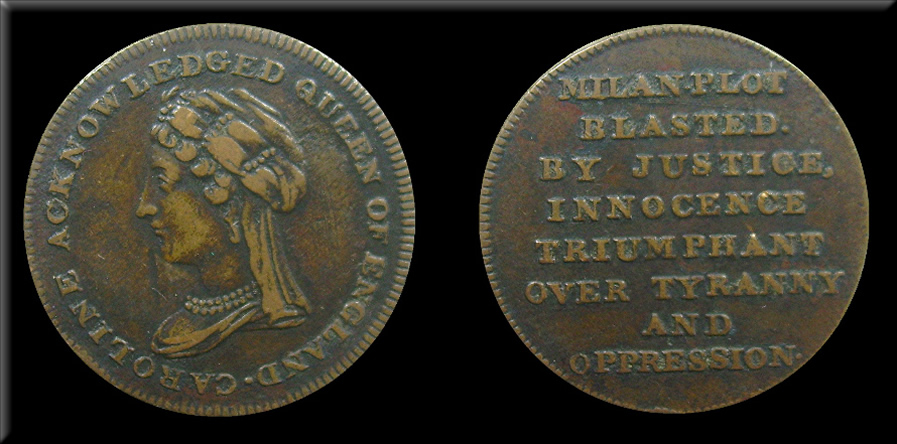 CAROLINE ACKNOWLEDGED QUEEN OF ENGLAND·
MILAN·PLOT
BLASTED.
BY JUSTICE,
INNOCENCE
TRIUMPHANT
OVER TYRANNY
AND
OPPRESSION·